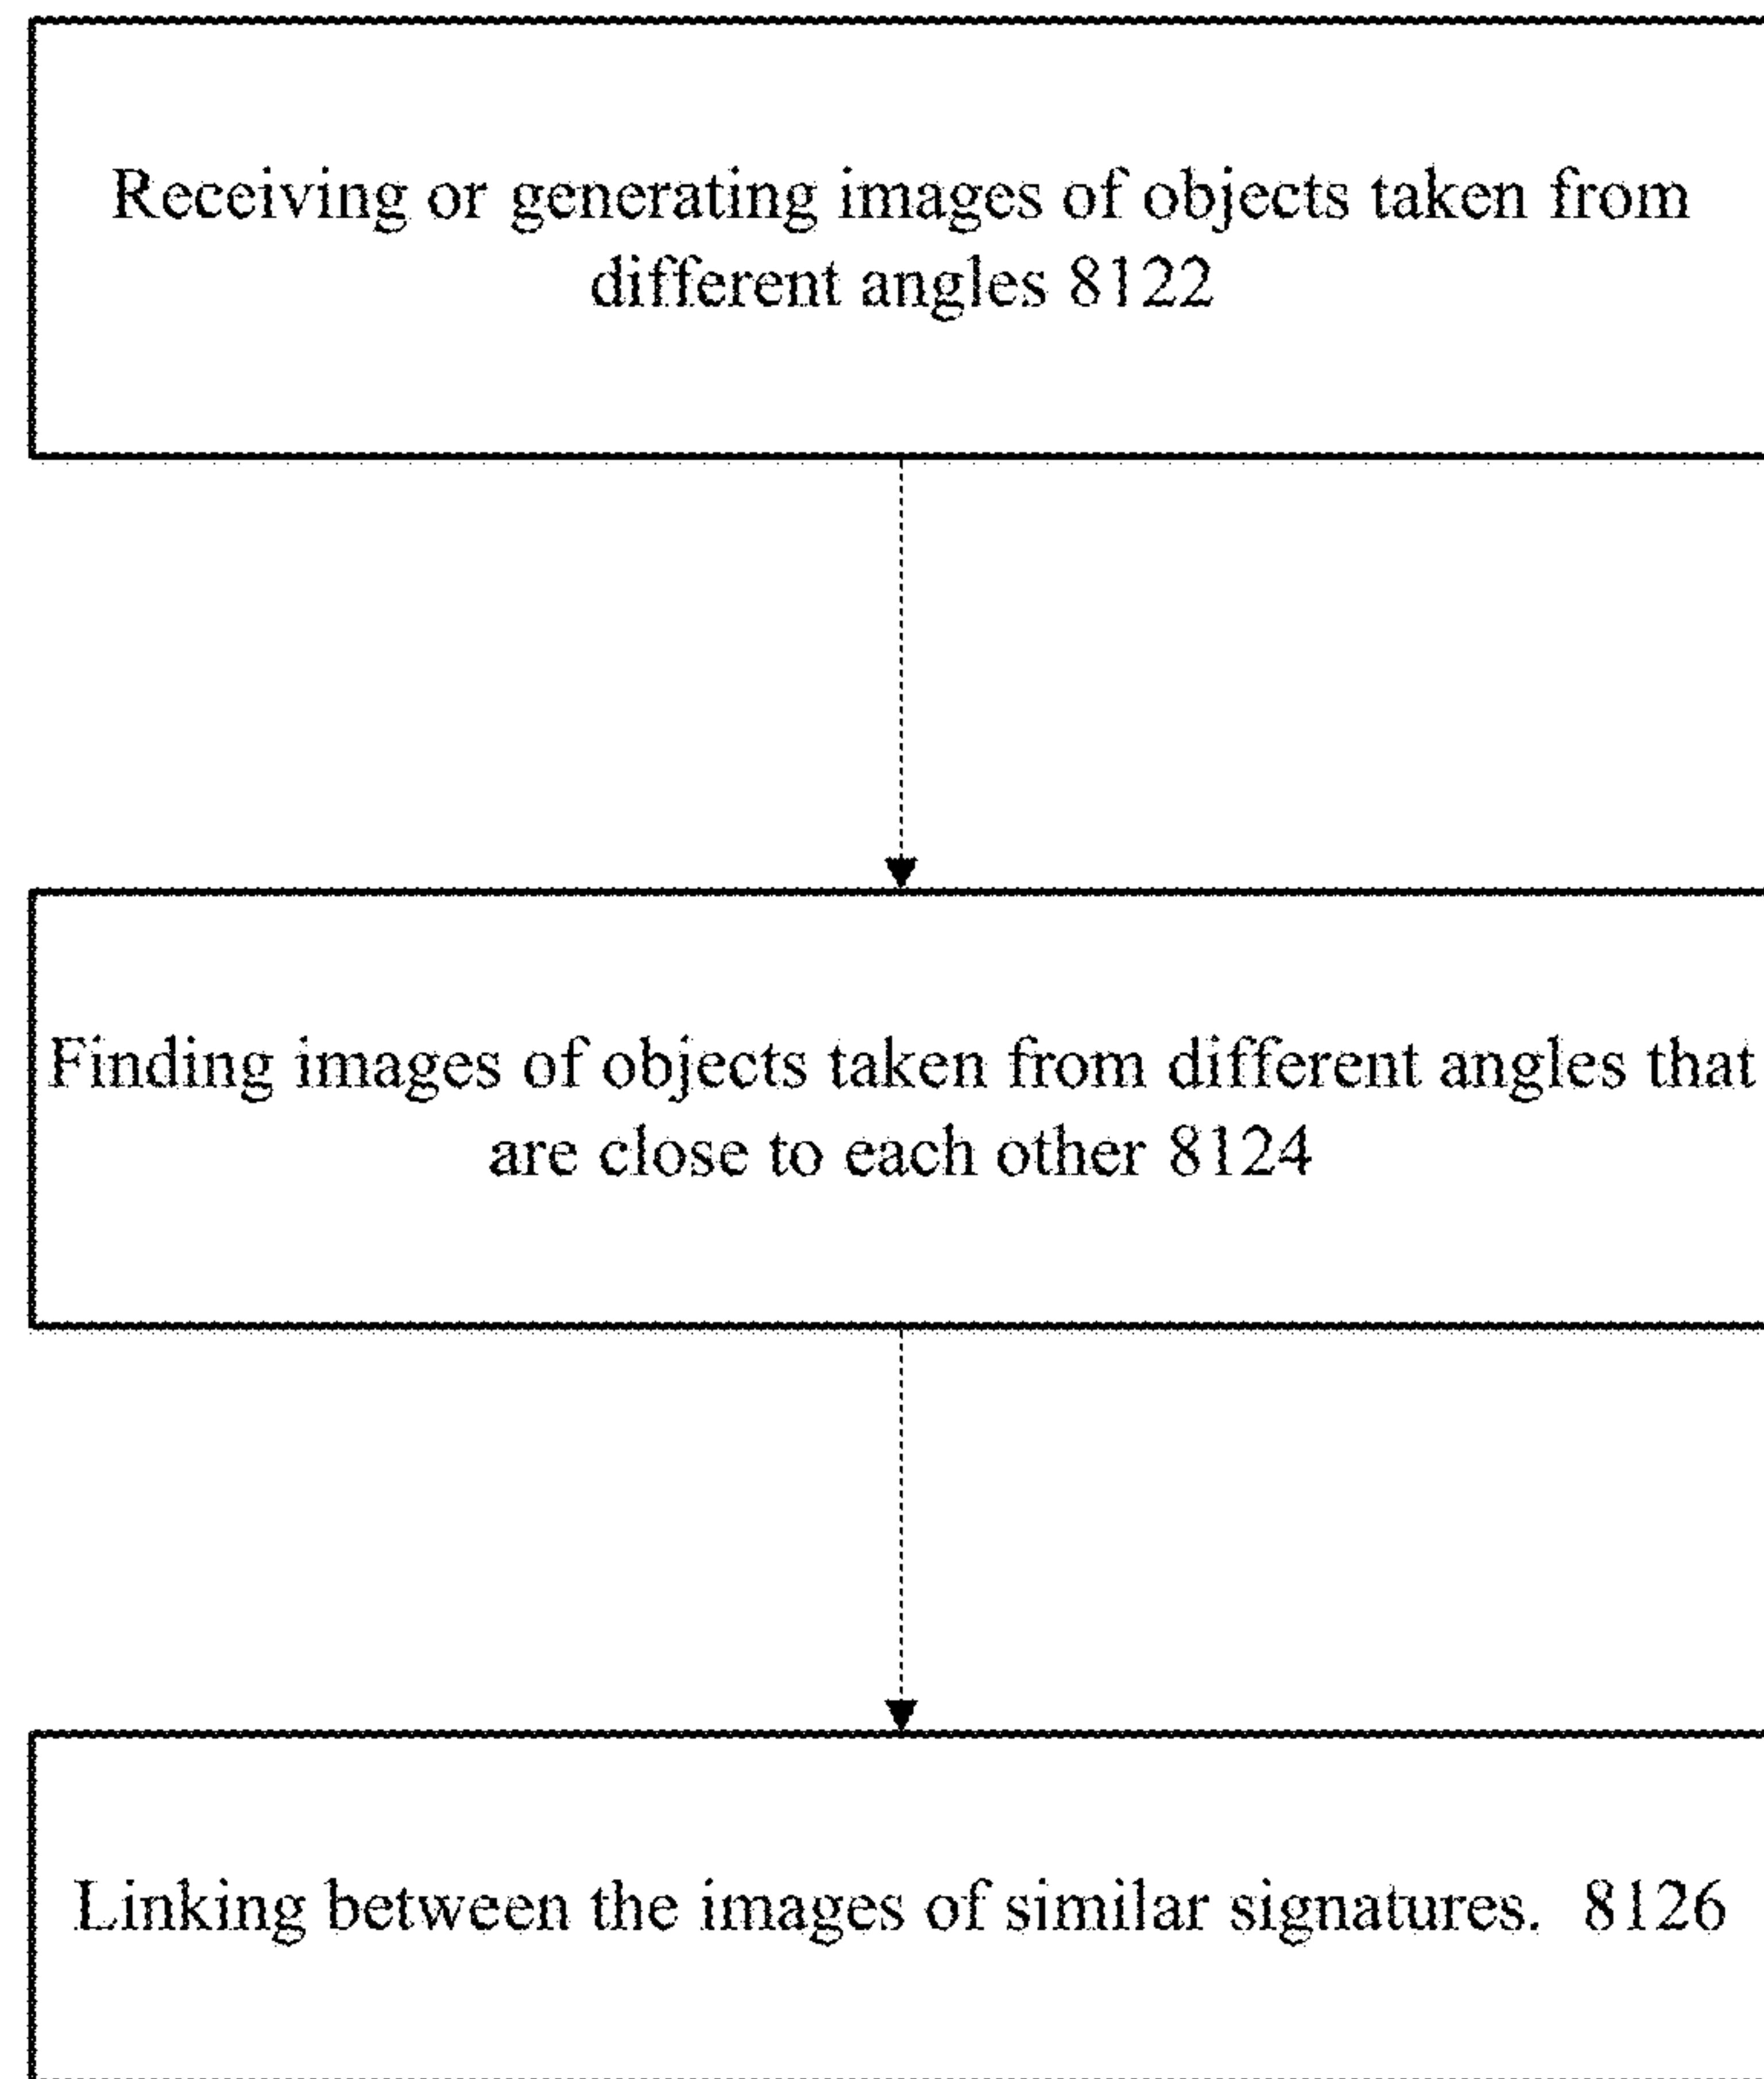 Receiving or generating images of objects taken from
different angles 8122
Finding images of objects taken from different angles that
are close to each other 8124
Linking between the images of similar signatures.  8126